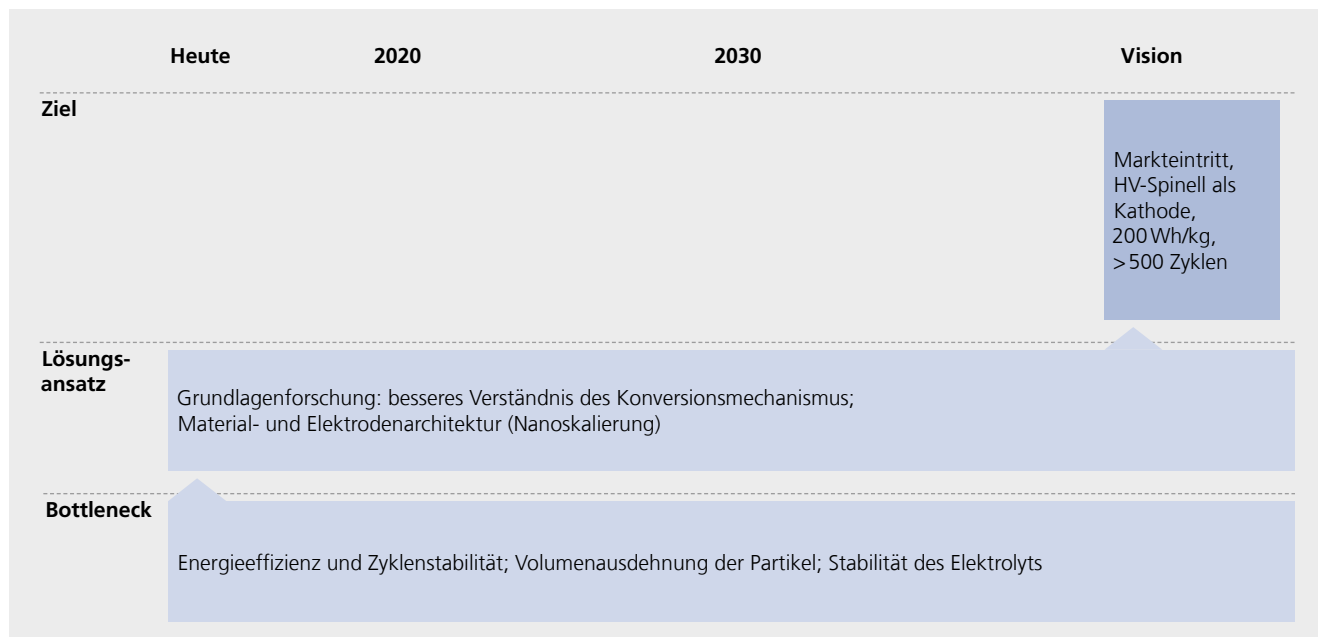 Heute 2020 2030 Vision
Ziel
Markteintritt,
HV-Spinell als
Kathode,
200 Wh/kg,
>500 Zyklen
Lösungs-
ansatz
Grundlagenforschung: besseres Verständnis des Konversionsmechanismus;
Material- und Elektrodenarchitektur (Nanoskalierung)
Bottleneck
Energieeffizienz und Zyklenstabilität; Volumenausdehnung der Partikel; Stabilität des Elektrolyts